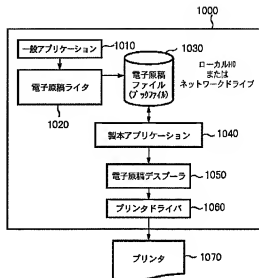 1000
一般アプリケーション
1010
1030
電子原稿ライタ
1020
電子原稿
ファイル
(ブックファイル)
ローカルHD
または
ネットワークドライブ
製本アプリケーション
1040
電子原稿デスプーラ
1050
プリンタドライバ
1060
プリンタ
1070